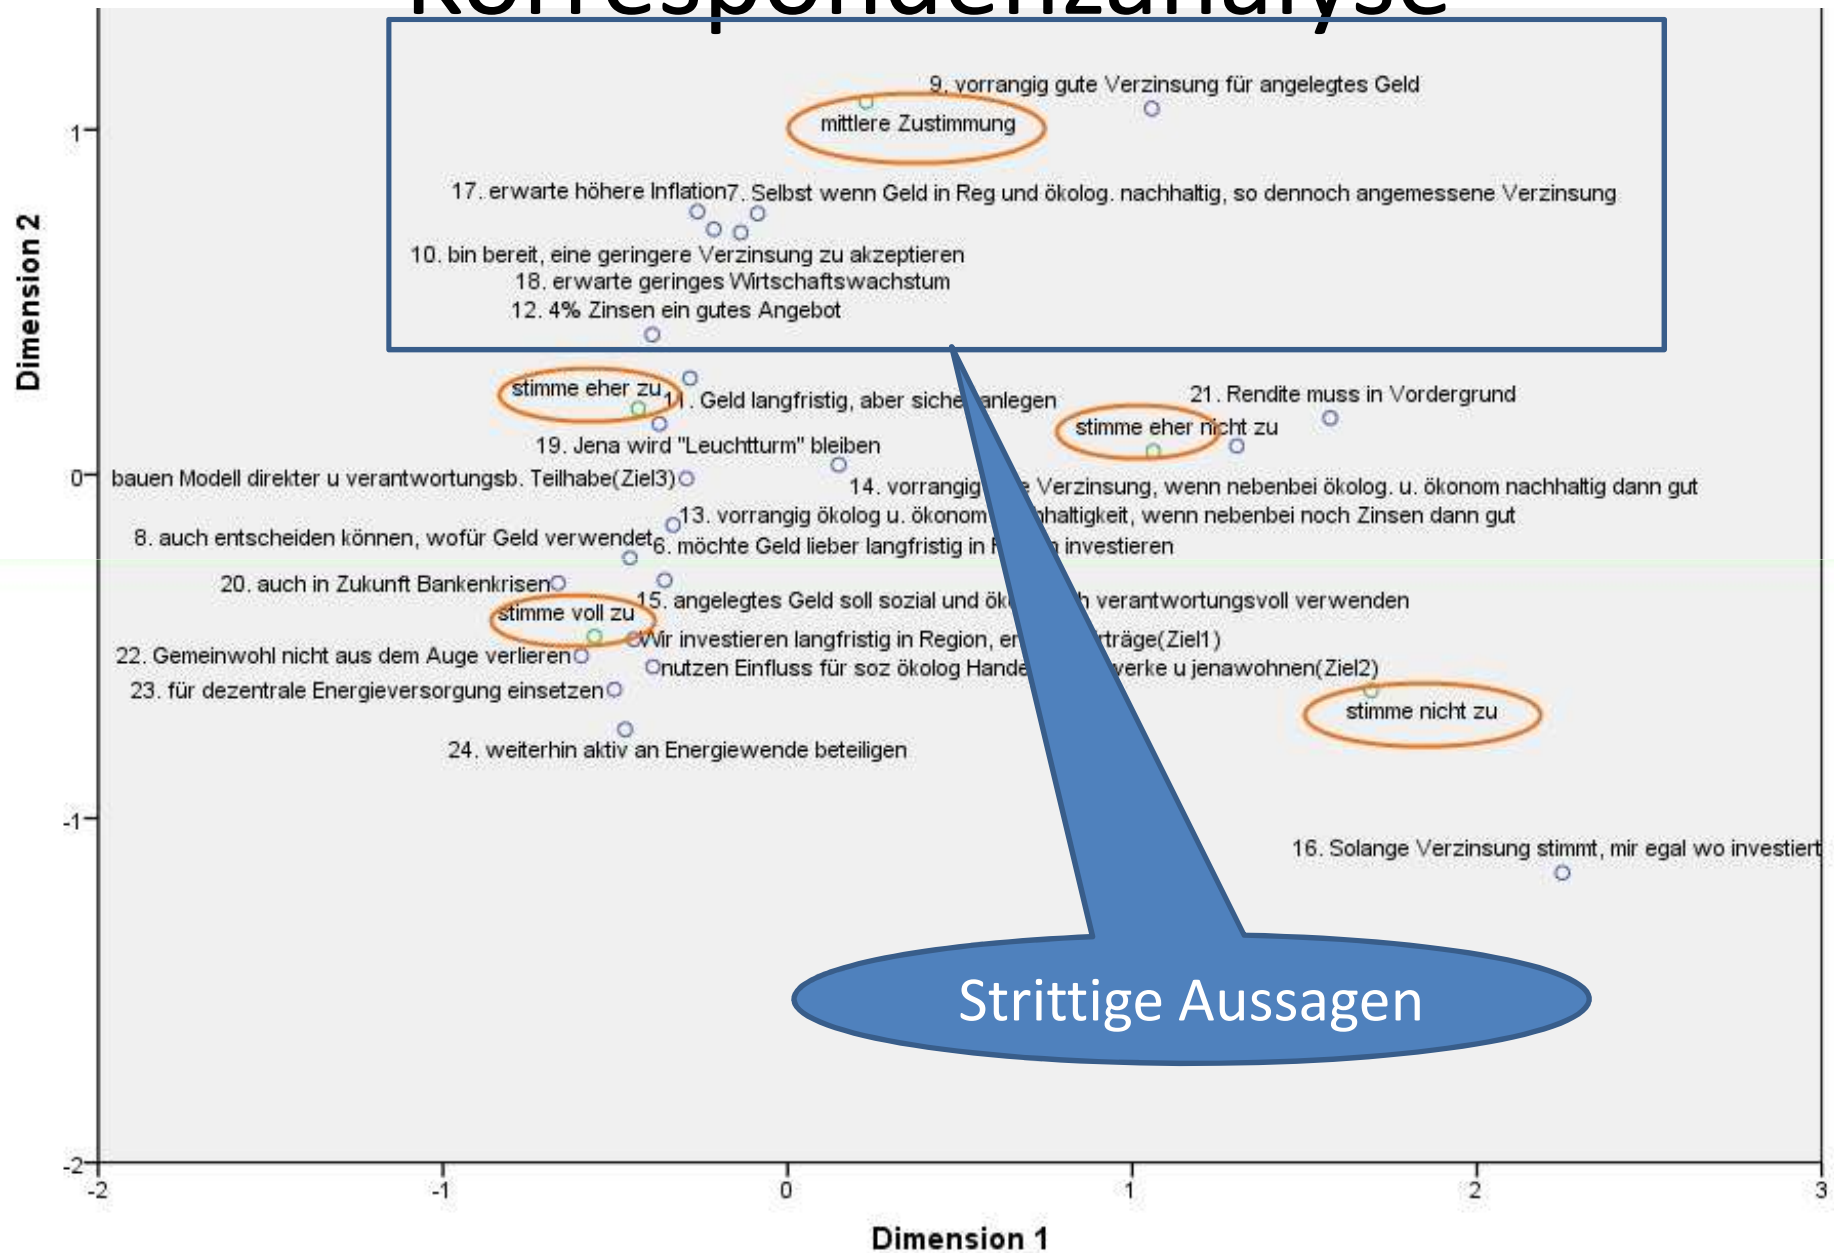 Korrespondenzanalyse
9. vorrangig gute Verzinsung für angelegtes Geld
1
mittlere Zustimmung
17. erwarte höhere Inflation
7. Selbst wenn Geld in Reg und ökolog. nachhaltig, so dennoch angemessene Verzinsung
10. bin bereit, eine geringere Verzinsung zu akzeptieren
18. erwarte geringes Wirtschaftswachstum
12. 4% Zinsen ein gutes Angebot
Dimension 2
stimme eher zu
11. Geld langfristig, aber sicher anlegen
21. Rendite muss in Vordergrund
stimme eher nicht zu
19. Jena wird "Leuchtturm" bleiben
0
bauen Modell direkter u verantwortungsb. Teilhabe(Ziel3)
14. vorrangig Verzinsung, wenn nebenbei ökolog. u. ökonom nachhaltig dann gut
13. vorrangig ökolog u. ökonom nachhaltigkeit, wenn nebenbei noch Zinsen dann gut
8. auch entscheiden können, wofür Geld verwendet
6. möchte Geld lieber langfristig in investieren
20. auch in Zukunft Bankenkrisen
15. angelegtes Geld soll sozial und verantwortungsvoll verwenden
stimme voll zu
Wir investieren langfristig in Region, (Ziel1)
22. Gemeinwohl nicht aus dem Auge verlieren
nutzen Einfluss für soz ökolog u jenawohnen(Ziel2)
23. für dezentrale Energieversorgung einsetzen
stimme nicht zu
24. weiterhin aktiv an Energiewende beteiligen
-1
16. Solange Verzinsung stimmt, mir egal wo investiert
Strittige Aussagen
-2
-2 -1 0 1 2 3
Dimension 1